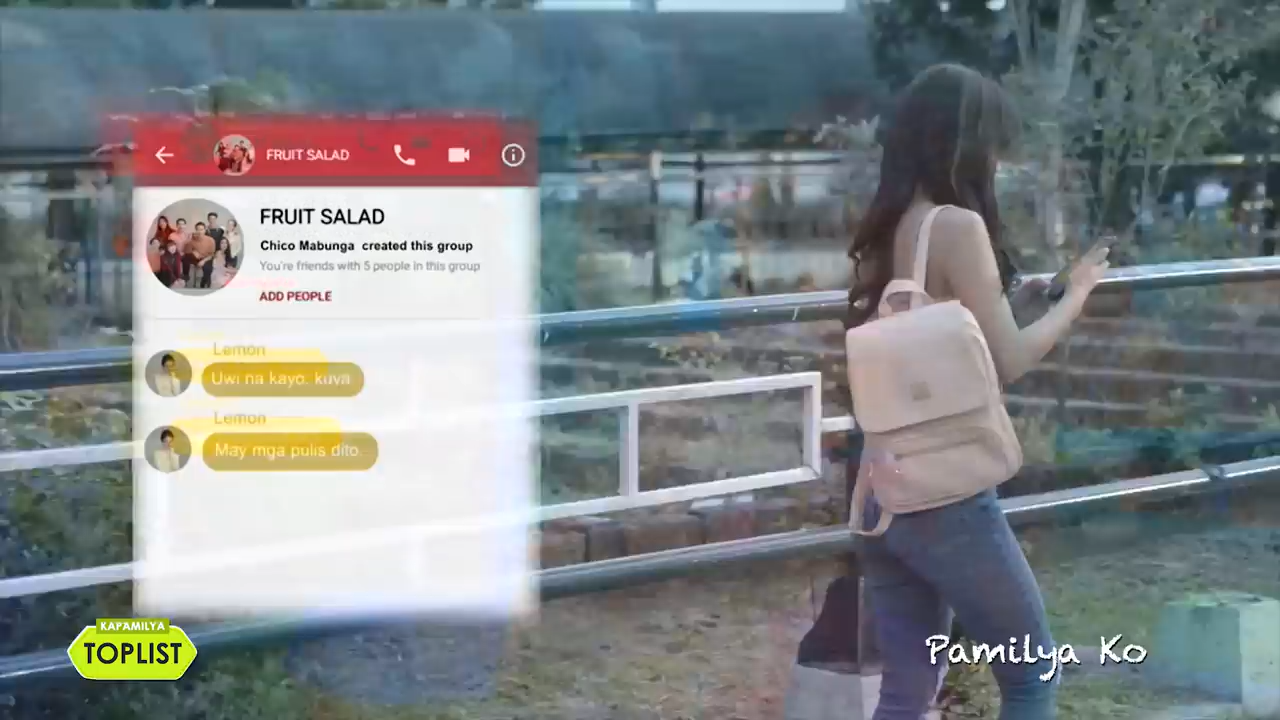 FRUIT SALAD
FRUIT SALAD
Chico Mabunga created this group
You're friends with 5 people in this group
ADD PEOPLE
Lemon
Uwi na kayo, kuya
Lemon
May mga pulis dito.
KAPAMILYA
TOPLIST
Pamilya Ko